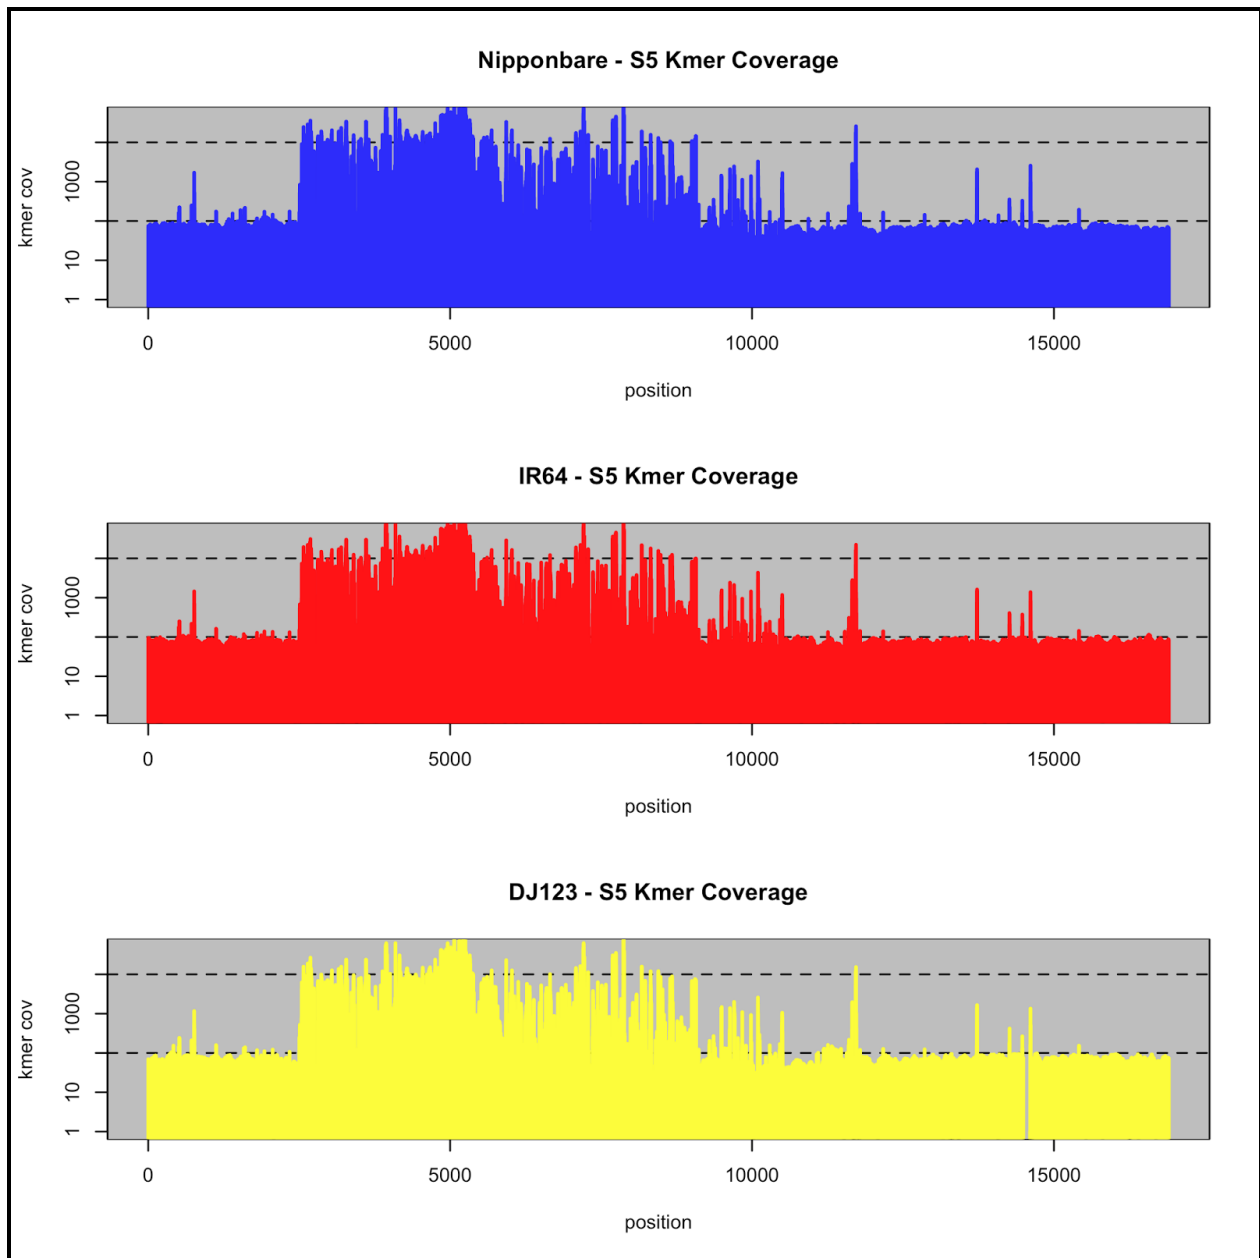 Nipponbare - S5 Kmer Coverage
kmer cov
1000
10
1
0 5000 10000 15000
position
IR64 - S5 Kmer Coverage
kmer cov
1000
10
1
0 5000 10000 15000
position
DJ123 - S5 Kmer Coverage
kmer cov
1000
10
1
0 5000 10000 15000
position